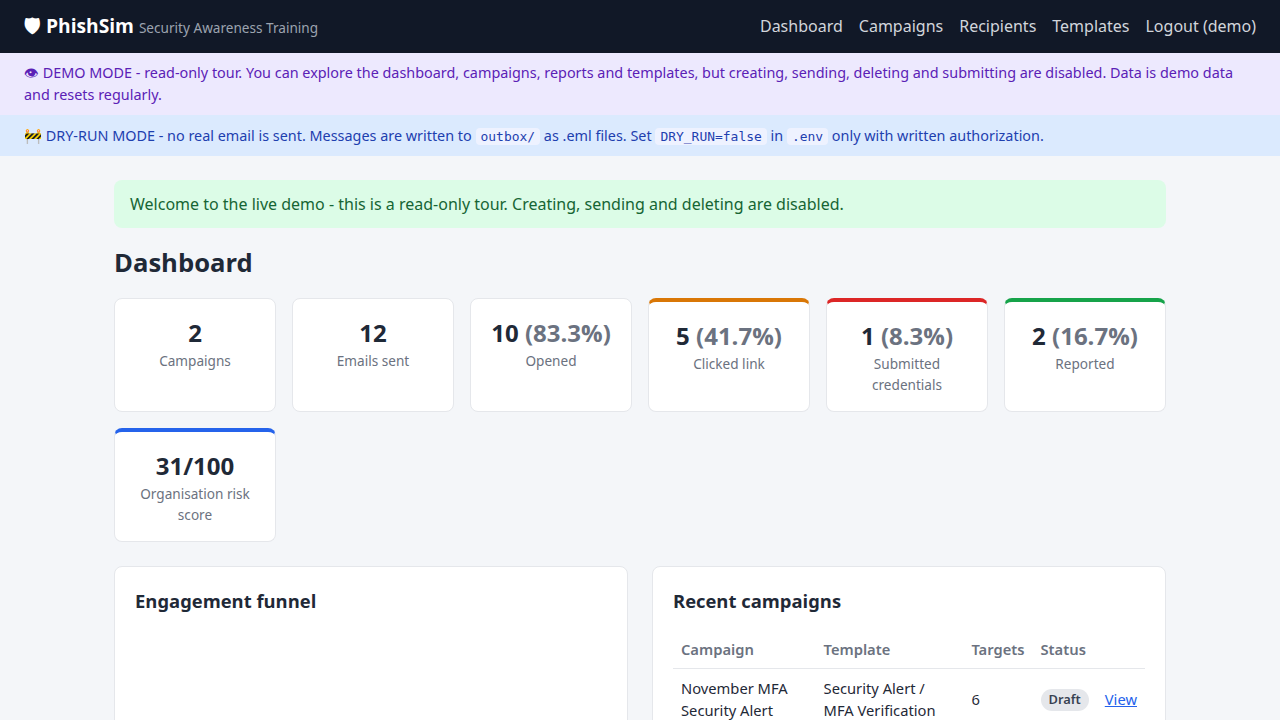 PhishSim Security Awareness Training
Dashboard Campaigns Recipients Templates Logout (demo)
DEMO MODE - read-only tour. You can explore the dashboard, campaigns, reports and templates, but creating, sending, deleting and submitting are disabled. Data is demo data
and resets regularly.
DRY-RUN MODE - no real email is sent. Messages are written to outbox/ as .eml files. Set DRY_RUN=false in .env only with written authorization.
Welcome to the live demo - this is a read-only tour. Creating, sending and deleting are disabled.
Dashboard
2
Campaigns
12
Emails sent
10 (83.3%)
Opened
5 (41.7%)
Clicked link
1 (8.3%)
Submitted
credentials
2 (16.7%)
Reported
31/100
Organisation risk
score
Engagement funnel
Recent campaigns
Campaign Template Targets Status
November MFA
Security Alert
Security Alert /
MFA Verification
6
Draft
View